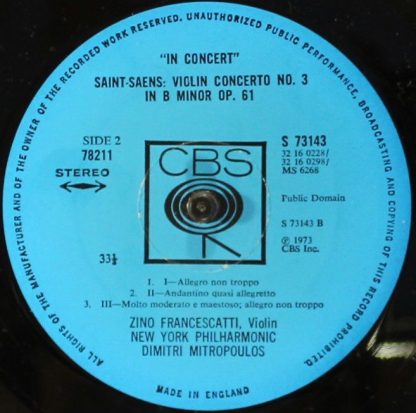 ALL RIGHTS OF THE MANUFACTURER AND OF THE OWNER OF THE RECORDED WORK RESERVED. UNAUTHORIZED PUBLIC PERFORMANCE, BROADCASTING AND COPYING OF THIS RECORD PROHIBITED.
"IN CONCERT"
SAINT-SAENS: VIOLIN CONCERTO NO. 3
IN B MINOR OP. 61
SIDE 2
78211
STEREO
33⅓
CBS
S 73143
32 16 0228/
32 16 0298/
MS 6268
Public Domain
S 73143 B
℗ 1973
CBS Inc.
1. I—Allegro non troppo
2. II—Andantino quasi allegretto
3. III—Molto moderato e maestoso; allegro non troppo
ZINO FRANCESCATTI, Violin
NEW YORK PHILHARMONIC
DIMITRI MITROPOULOS
MADE IN ENGLAND